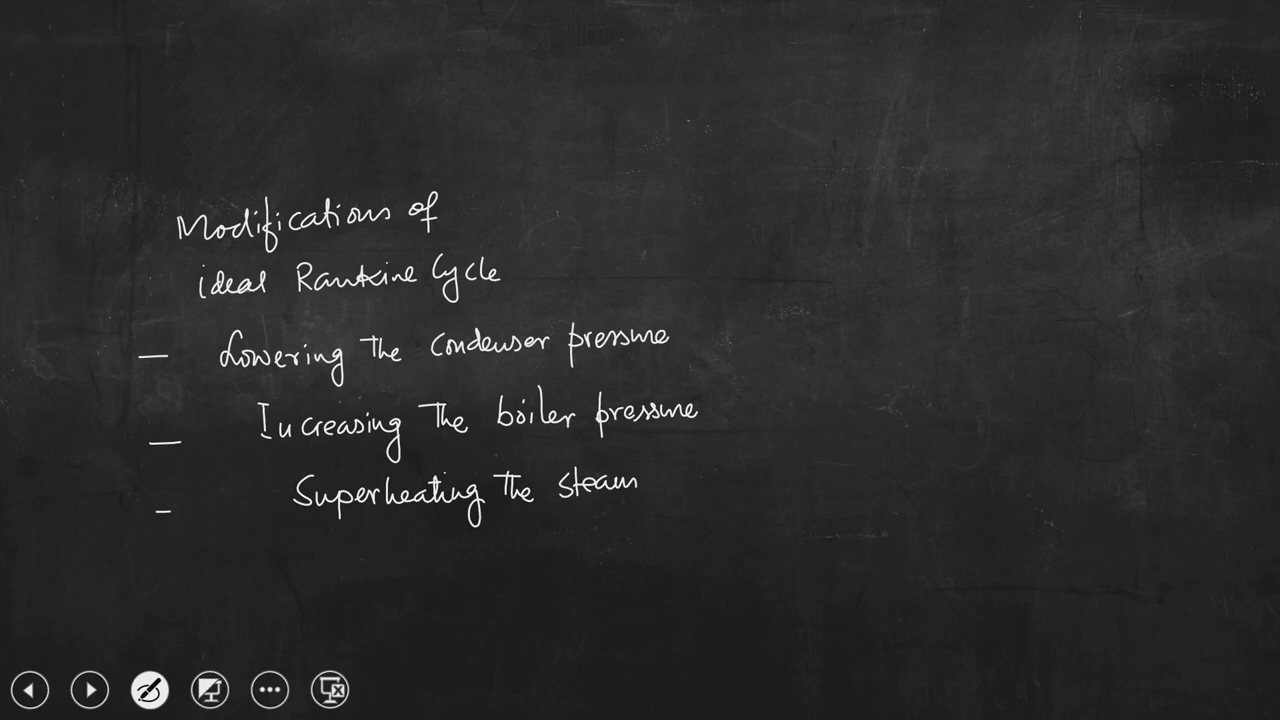 Modifications of
ideal Rankine Cycle
— Lowering the condenser pressure
— Increasing the boiler pressure
- Superheating the steam